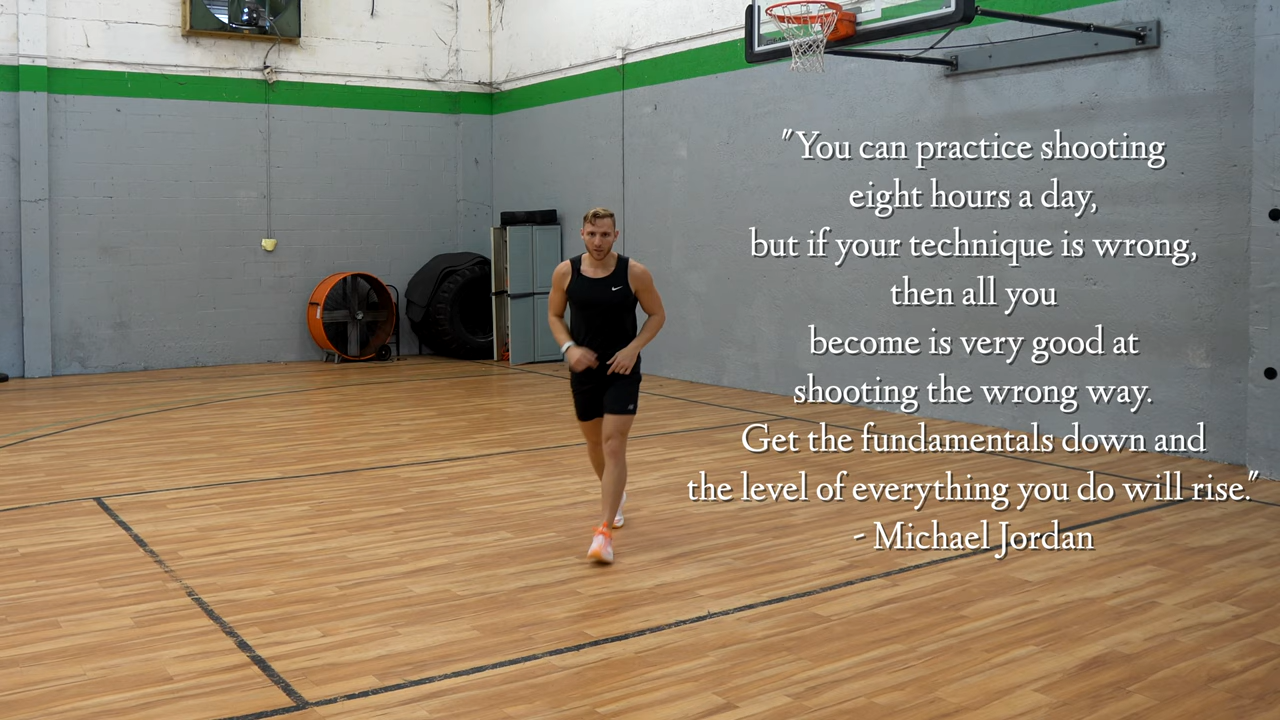 "You can practice shooting
eight hours a day,
but if your technique is wrong,
then all you
become is very good at
shooting the wrong way.
Get the fundamentals down and
the level of everything you do will rise."
- Michael Jordan